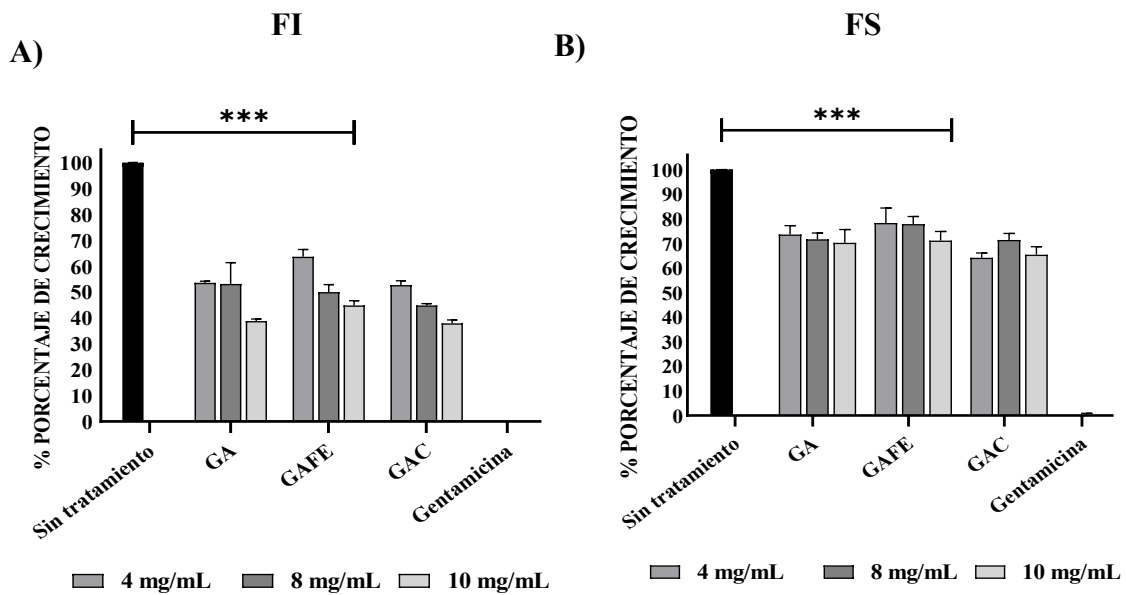 FI
A)
***
% PORCENTAJE DE CRECIMIENTO
100
90
80
70
60
50
40
30
20
10
0
Sin tratamiento
GA
GAFE
GAC
Gentamicina
4 mg/mL 8 mg/mL 10 mg/mL
FS
B)
***
% PORCENTAJE DE CRECIMIENTO
100
90
80
70
60
50
40
30
20
10
0
Sin tratamiento
GA
GAFE
GAC
Gentamicina
4 mg/mL 8 mg/mL 10 mg/mL